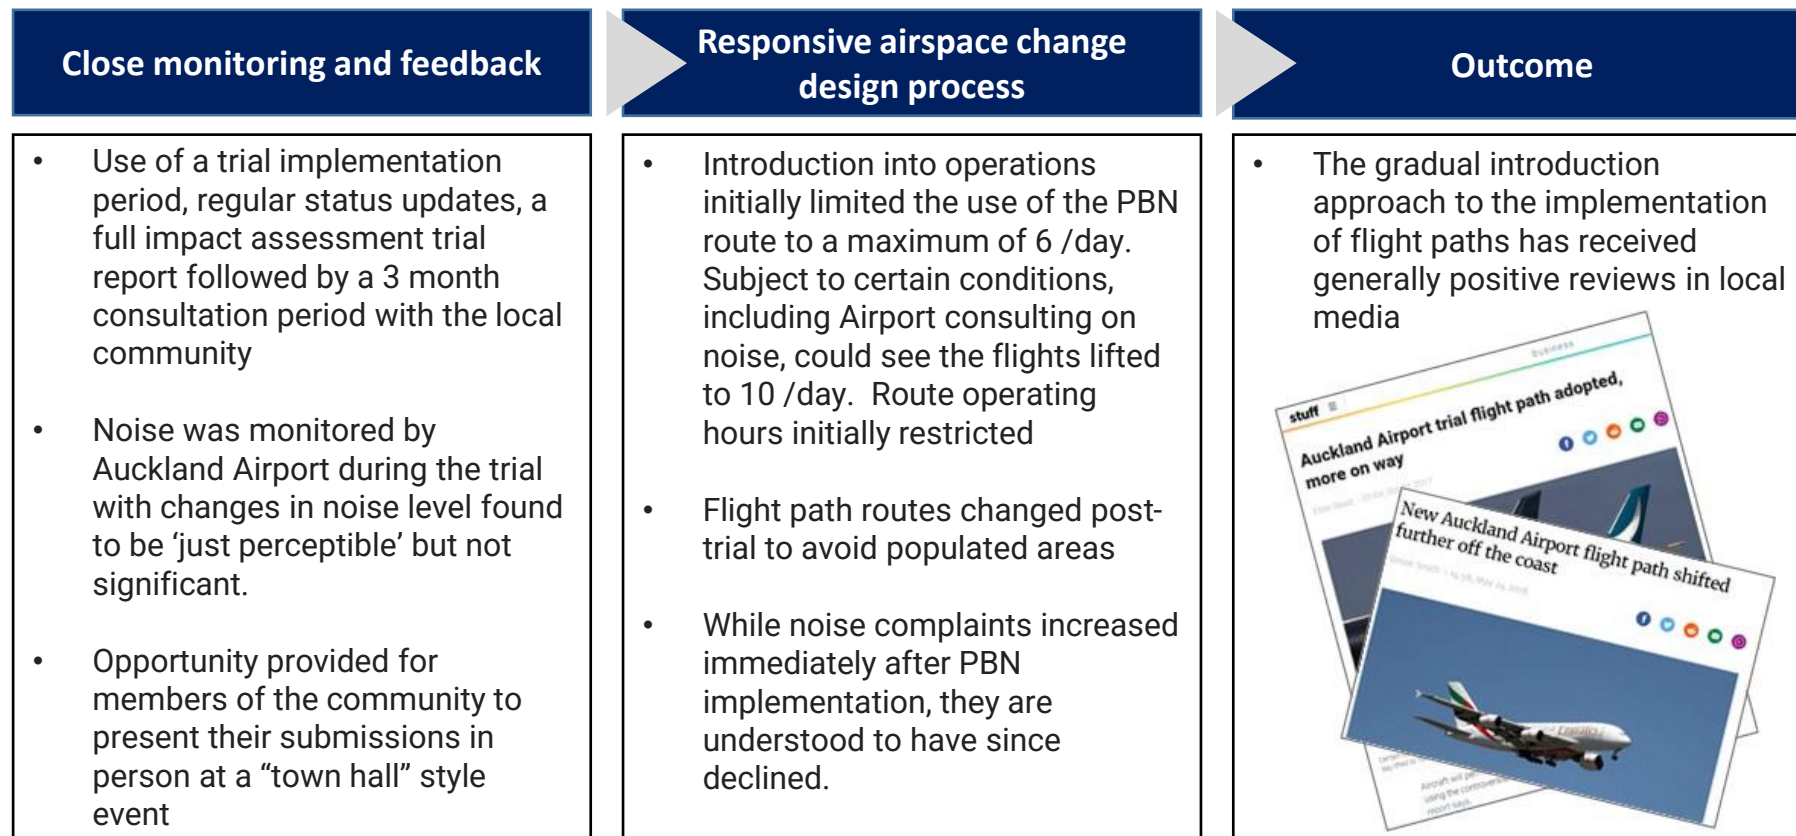 Close monitoring and feedback
Responsive airspace change
design process
Outcome
• Use of a trial implementation
period, regular status updates, a
full impact assessment trial
report followed by a 3 month
consultation period with the local
community
• Noise was monitored by
Auckland Airport during the trial
with changes in noise level found
to be ‘just perceptible’ but not
significant.
• Opportunity provided for
members of the community to
present their submissions in
person at a “town hall” style
event
• Introduction into operations
initially limited the use of the PBN
route to a maximum of 6 /day.
Subject to certain conditions,
including Airport consulting on
noise, could see the flights lifted
to 10 /day.  Route operating
hours initially restricted
• Flight path routes changed post-
trial to avoid populated areas
• While noise complaints increased
immediately after PBN
implementation, they are
understood to have since
declined.
• The gradual introduction
approach to the implementation
of flight paths has received
generally positive reviews in local
media
business
stuff
Auckland Airport trial flight path adopted,
more on way
New Auckland Airport flight path shifted
further off the coast
Emirates
Aircraft will
using the
report says.